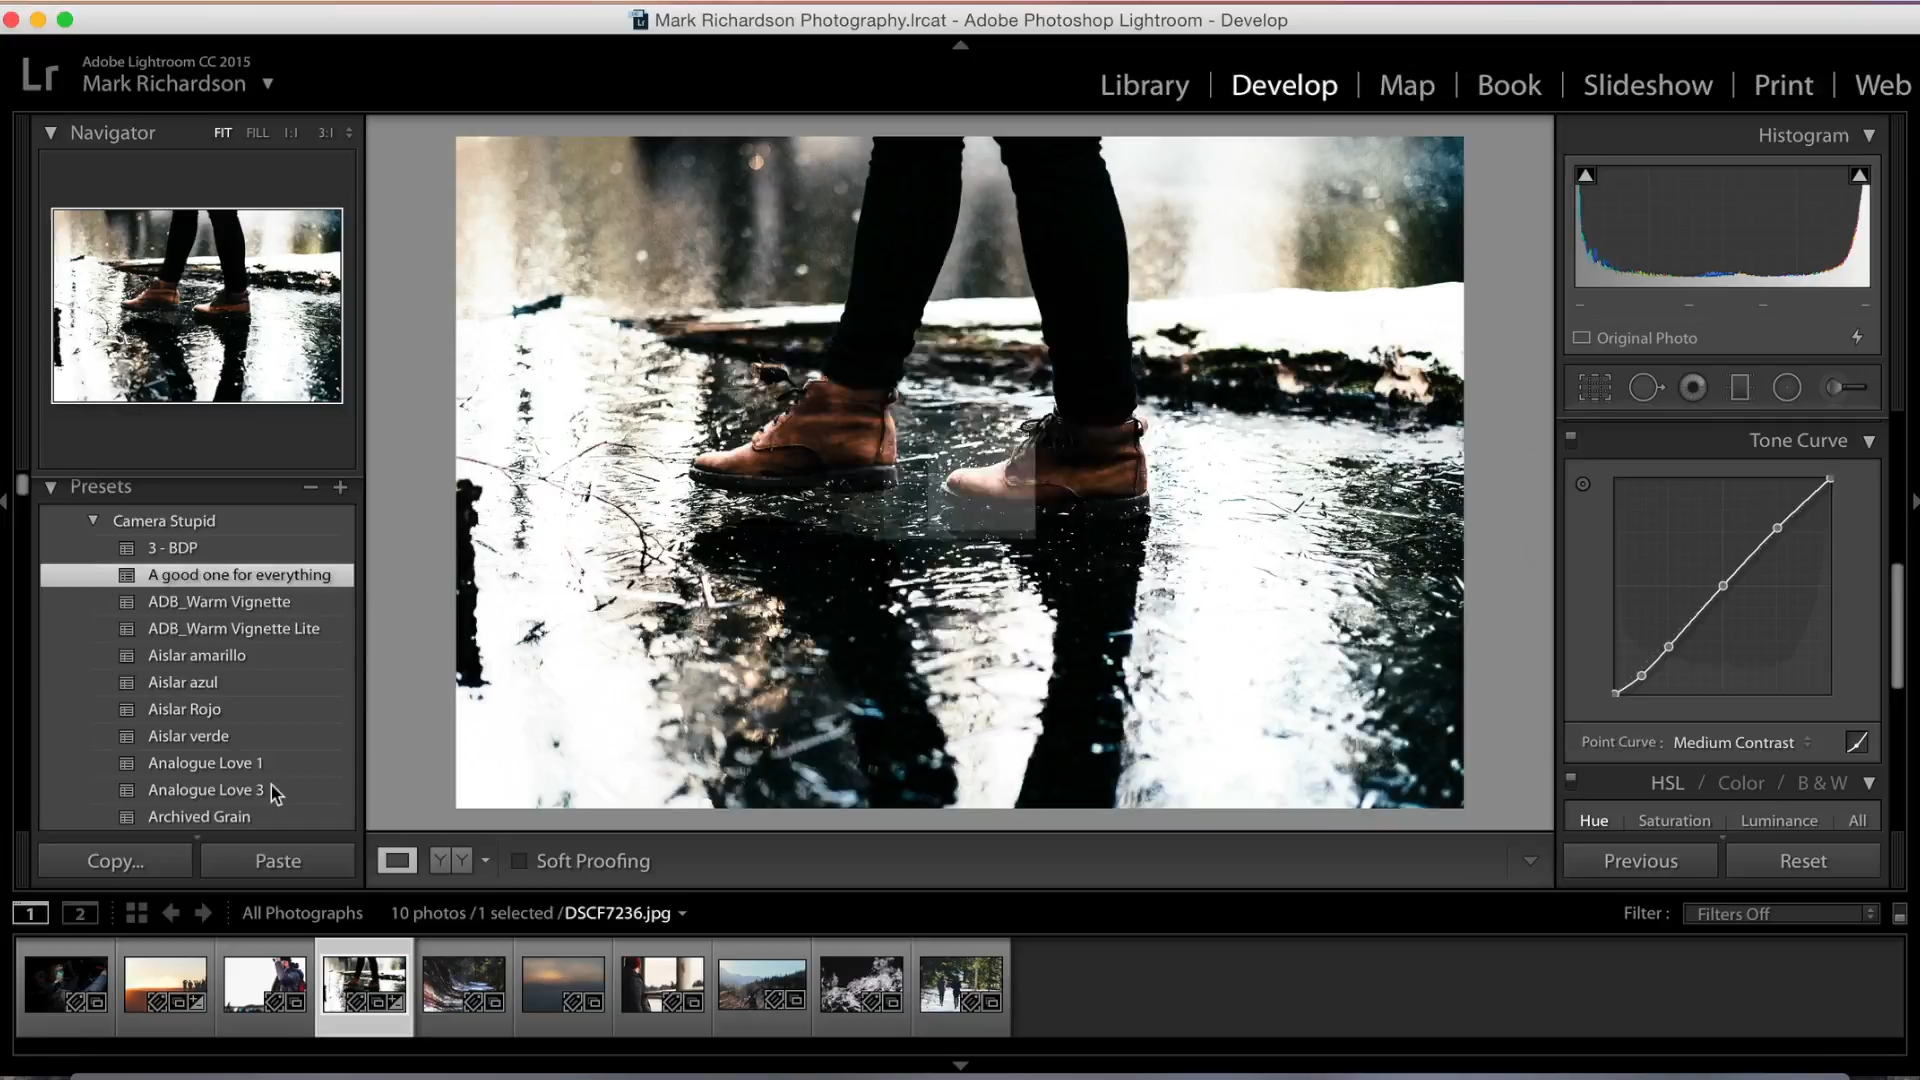 Mark Richardson Photography.lrcat - Adobe Photoshop Lightroom - Develop
Lr
Adobe Lightroom CC 2015
Mark Richardson
Library | Develop | Map | Book | Slideshow | Print | Web
Navigator FIT FILL 1:1 3:1
Histogram
Original Photo
Tone Curve
Presets
Camera Stupid
3 - BDP
A good one for everything
ADB_Warm Vignette
ADB_Warm Vignette Lite
Aislar amarillo
Aislar azul
Aislar Rojo
Aislar verde
Analogue Love 1
Analogue Love 3
Archived Grain
Point Curve : Medium Contrast
HSL / Color / B & W
Hue Saturation Luminance All
Copy... Paste
YY
Soft Proofing
Previous Reset
1 2 All Photographs 10 photos /1 selected /DSCF7236.jpg
Filter : Filters Off